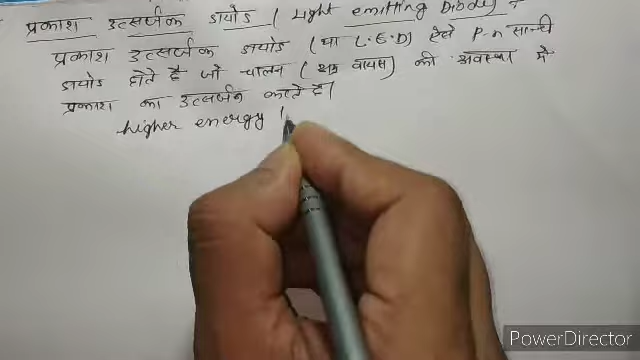 प्रकाश उत्सर्जक डायोड ( Light emitting Diody :
प्रकाश उत्सर्जक डायोड (या L.E.D) ऐसे P-n सन्धी
डायोड होते है जो चालन ( अग्र वायस) की अवस्था मे
प्रकाश का उत्सर्जन करते है।
higher energy (
PowerDirector